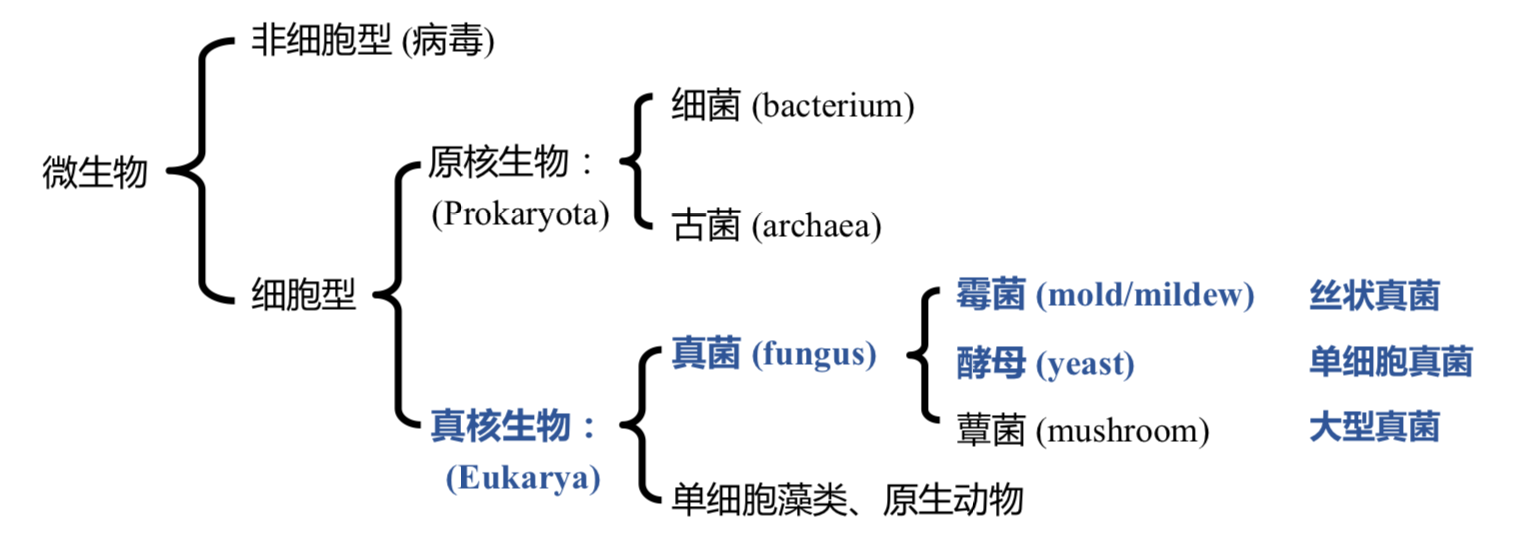 非细胞型 (病毒)
细菌 (bacterium)
微生物
原核生物：
(Prokaryota)
古菌 (archaea)
细胞型
霉菌 (mold/mildew) 丝状真菌
真菌 (fungus)
酵母 (yeast) 单细胞真菌
真核生物：
(Eukarya)
蕈菌 (mushroom) 大型真菌
单细胞藻类、原生动物